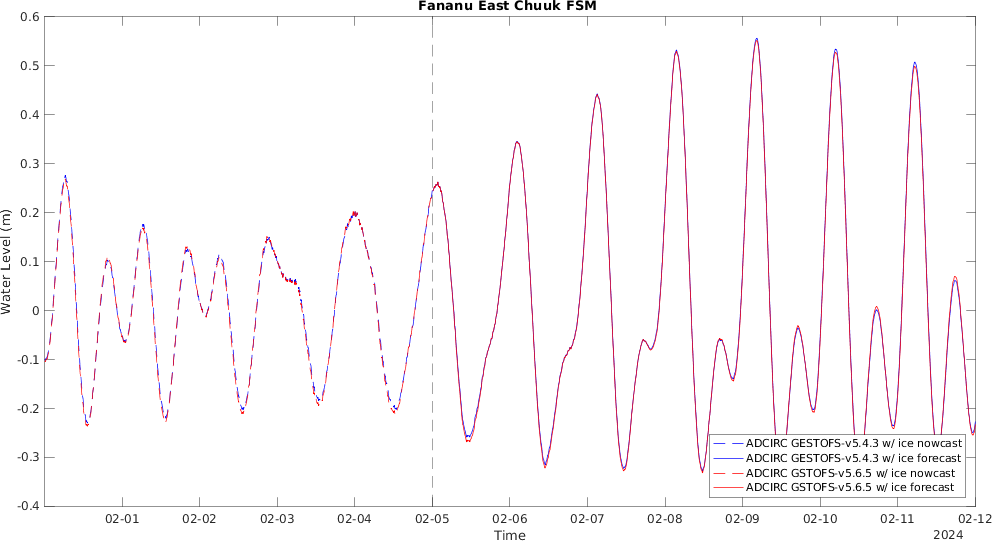 Fananu East Chuuk FSM
0.6
0.5
0.4
0.3
0.2
0.1
0
-0.1
-0.2
-0.3
-0.4
Water Level (m)
ADCIRC GESTOFS-v5.4.3 w/ ice nowcast
ADCIRC GESTOFS-v5.4.3 w/ ice forecast
ADCIRC GSTOFS-v5.6.5 w/ ice nowcast
ADCIRC GSTOFS-v5.6.5 w/ ice forecast
02-01 02-02 02-03 02-04 02-05 02-06 02-07 02-08 02-09 02-10 02-11 02-12
Time
2024